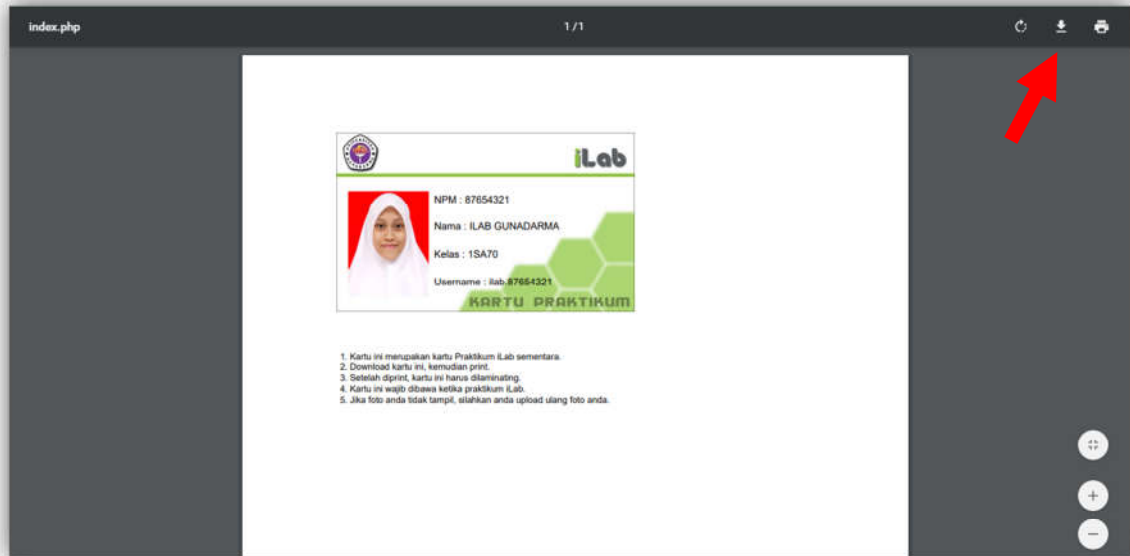 index.php
1 / 1
iLab
NPM : 87654321
Nama : ILAB GUNADARMA
Kelas : 1SA70
Username : ilab.87654321
KARTU PRAKTIKUM
1. Kartu ini merupakan kartu Praktikum iLab sementara.
2. Download kartu ini, kemudian print.
3. Setelah diprint, kartu ini harus dilaminating.
4. Kartu ini wajib dibawa ketika praktikum iLab.
5. Jika foto anda tidak tampil, silahkan anda upload ulang foto anda.